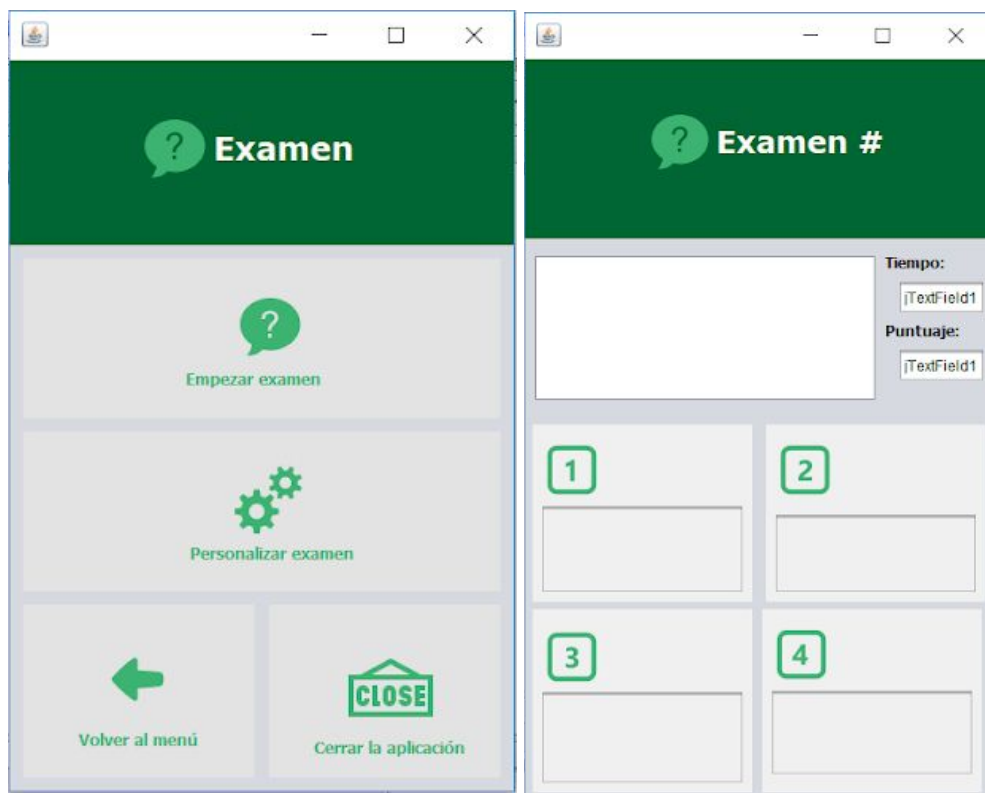 ? Examen
?
Empezar examen
Personalizar examen
Volver al menú
CLOSE
Cerrar la aplicación
? Examen #
Tiempo:
jTextField1
Puntuaje:
jTextField1
1
2
3
4